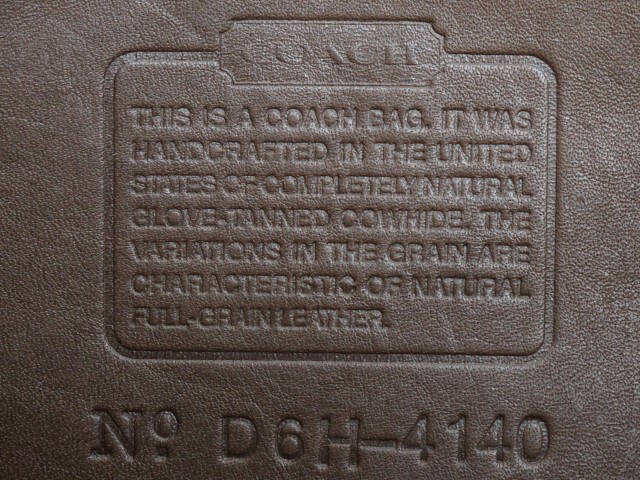 COACH
THIS IS A COACH BAG. IT WAS
HANDCRAFTED IN THE UNITED
STATES OF COMPLETELY NATURAL
GLOVE-TANNED COWHIDE. THE
VARIATIONS IN THE GRAIN ARE
CHARACTERISTIC OF NATURAL
FULL-GRAIN LEATHER.
Nº D6H-4140